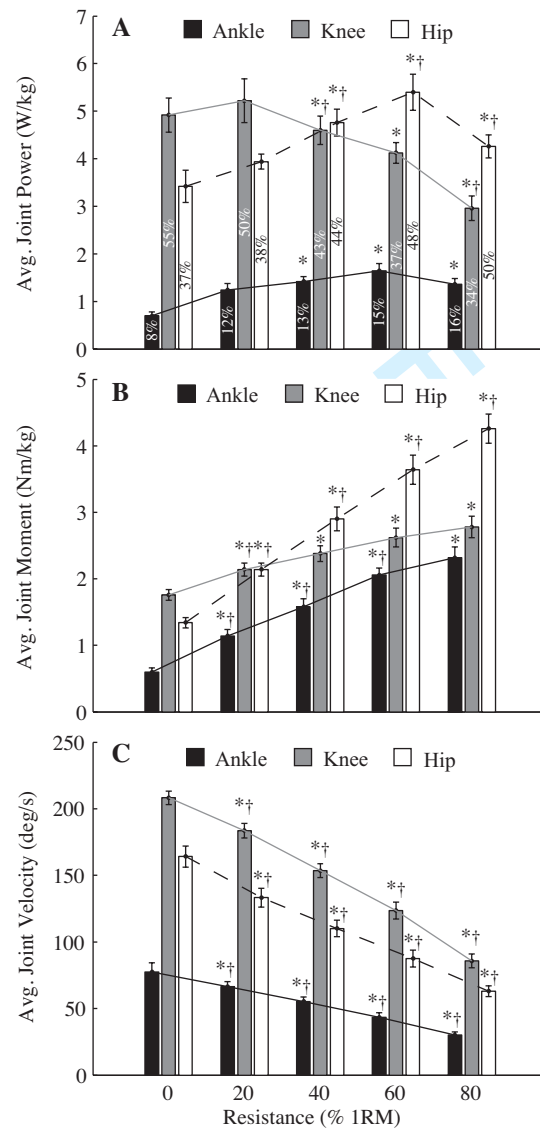 A
Ankle Knee Hip
Avg. Joint Power (W/kg)
7
6
5
4
3
2
1
0
8% 55% 37%
12% 50% 38%
*
13%
*†
43%
*†
44%
*
15%
*
37%
*†
48%
*
16%
*†
34%
*†
50%
B
Ankle Knee Hip
Avg. Joint Moment (Nm/kg)
5
4
3
2
1
0
*† *† *†
*† * *†
*† * *†
* * *†
C
Ankle Knee Hip
Avg. Joint Velocity (deg/s)
250
200
150
100
50
0
*† *† *†
*† *† *†
*† *† *†
*† *† *†
0 20 40 60 80
Resistance (% 1RM)